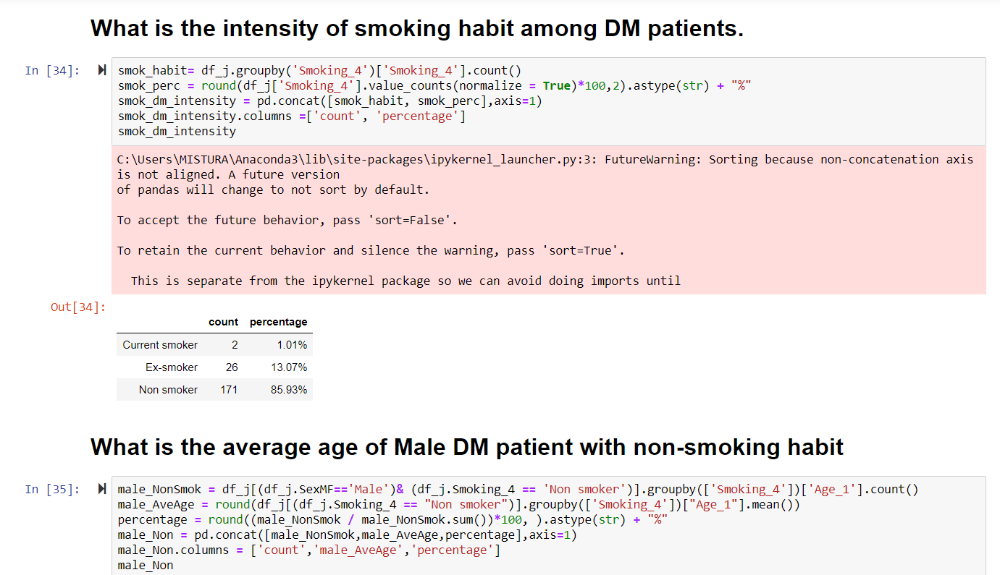 What is the intensity of smoking habit among DM patients.
In [34]:
smok_habit= df_j.groupby('Smoking_4')['Smoking_4'].count()
smok_perc = round(df_j['Smoking_4'].value_counts(normalize = True)*100,2).astype(str) + "%"
smok_dm_intensity = pd.concat([smok_habit, smok_perc],axis=1)
smok_dm_intensity.columns =['count', 'percentage']
smok_dm_intensity
C:\Users\MISTURA\Anaconda3\lib\site-packages\ipykernel_launcher.py:3: FutureWarning: Sorting because non-concatenation axis
is not aligned. A future version
of pandas will change to not sort by default.
To accept the future behavior, pass 'sort=False'.
To retain the current behavior and silence the warning, pass 'sort=True'.
This is separate from the ipykernel package so we can avoid doing imports until
Out[34]:
count percentage
Current smoker 2 1.01%
Ex-smoker 26 13.07%
Non smoker 171 85.93%
What is the average age of Male DM patient with non-smoking habit
In [35]:
male_NonSmok = df_j[(df_j.SexMF=='Male')& (df_j.Smoking_4 == 'Non smoker')].groupby(['Smoking_4'])['Age_1'].count()
male_AveAge = round(df_j[(df_j.Smoking_4 == "Non smoker")].groupby(['Smoking_4'])["Age_1"].mean())
percentage = round((male_NonSmok / male_NonSmok.sum())*100, ).astype(str) + "%"
male_Non = pd.concat([male_NonSmok,male_AveAge,percentage],axis=1)
male_Non.columns = ['count','male_AveAge','percentage']
male_Non